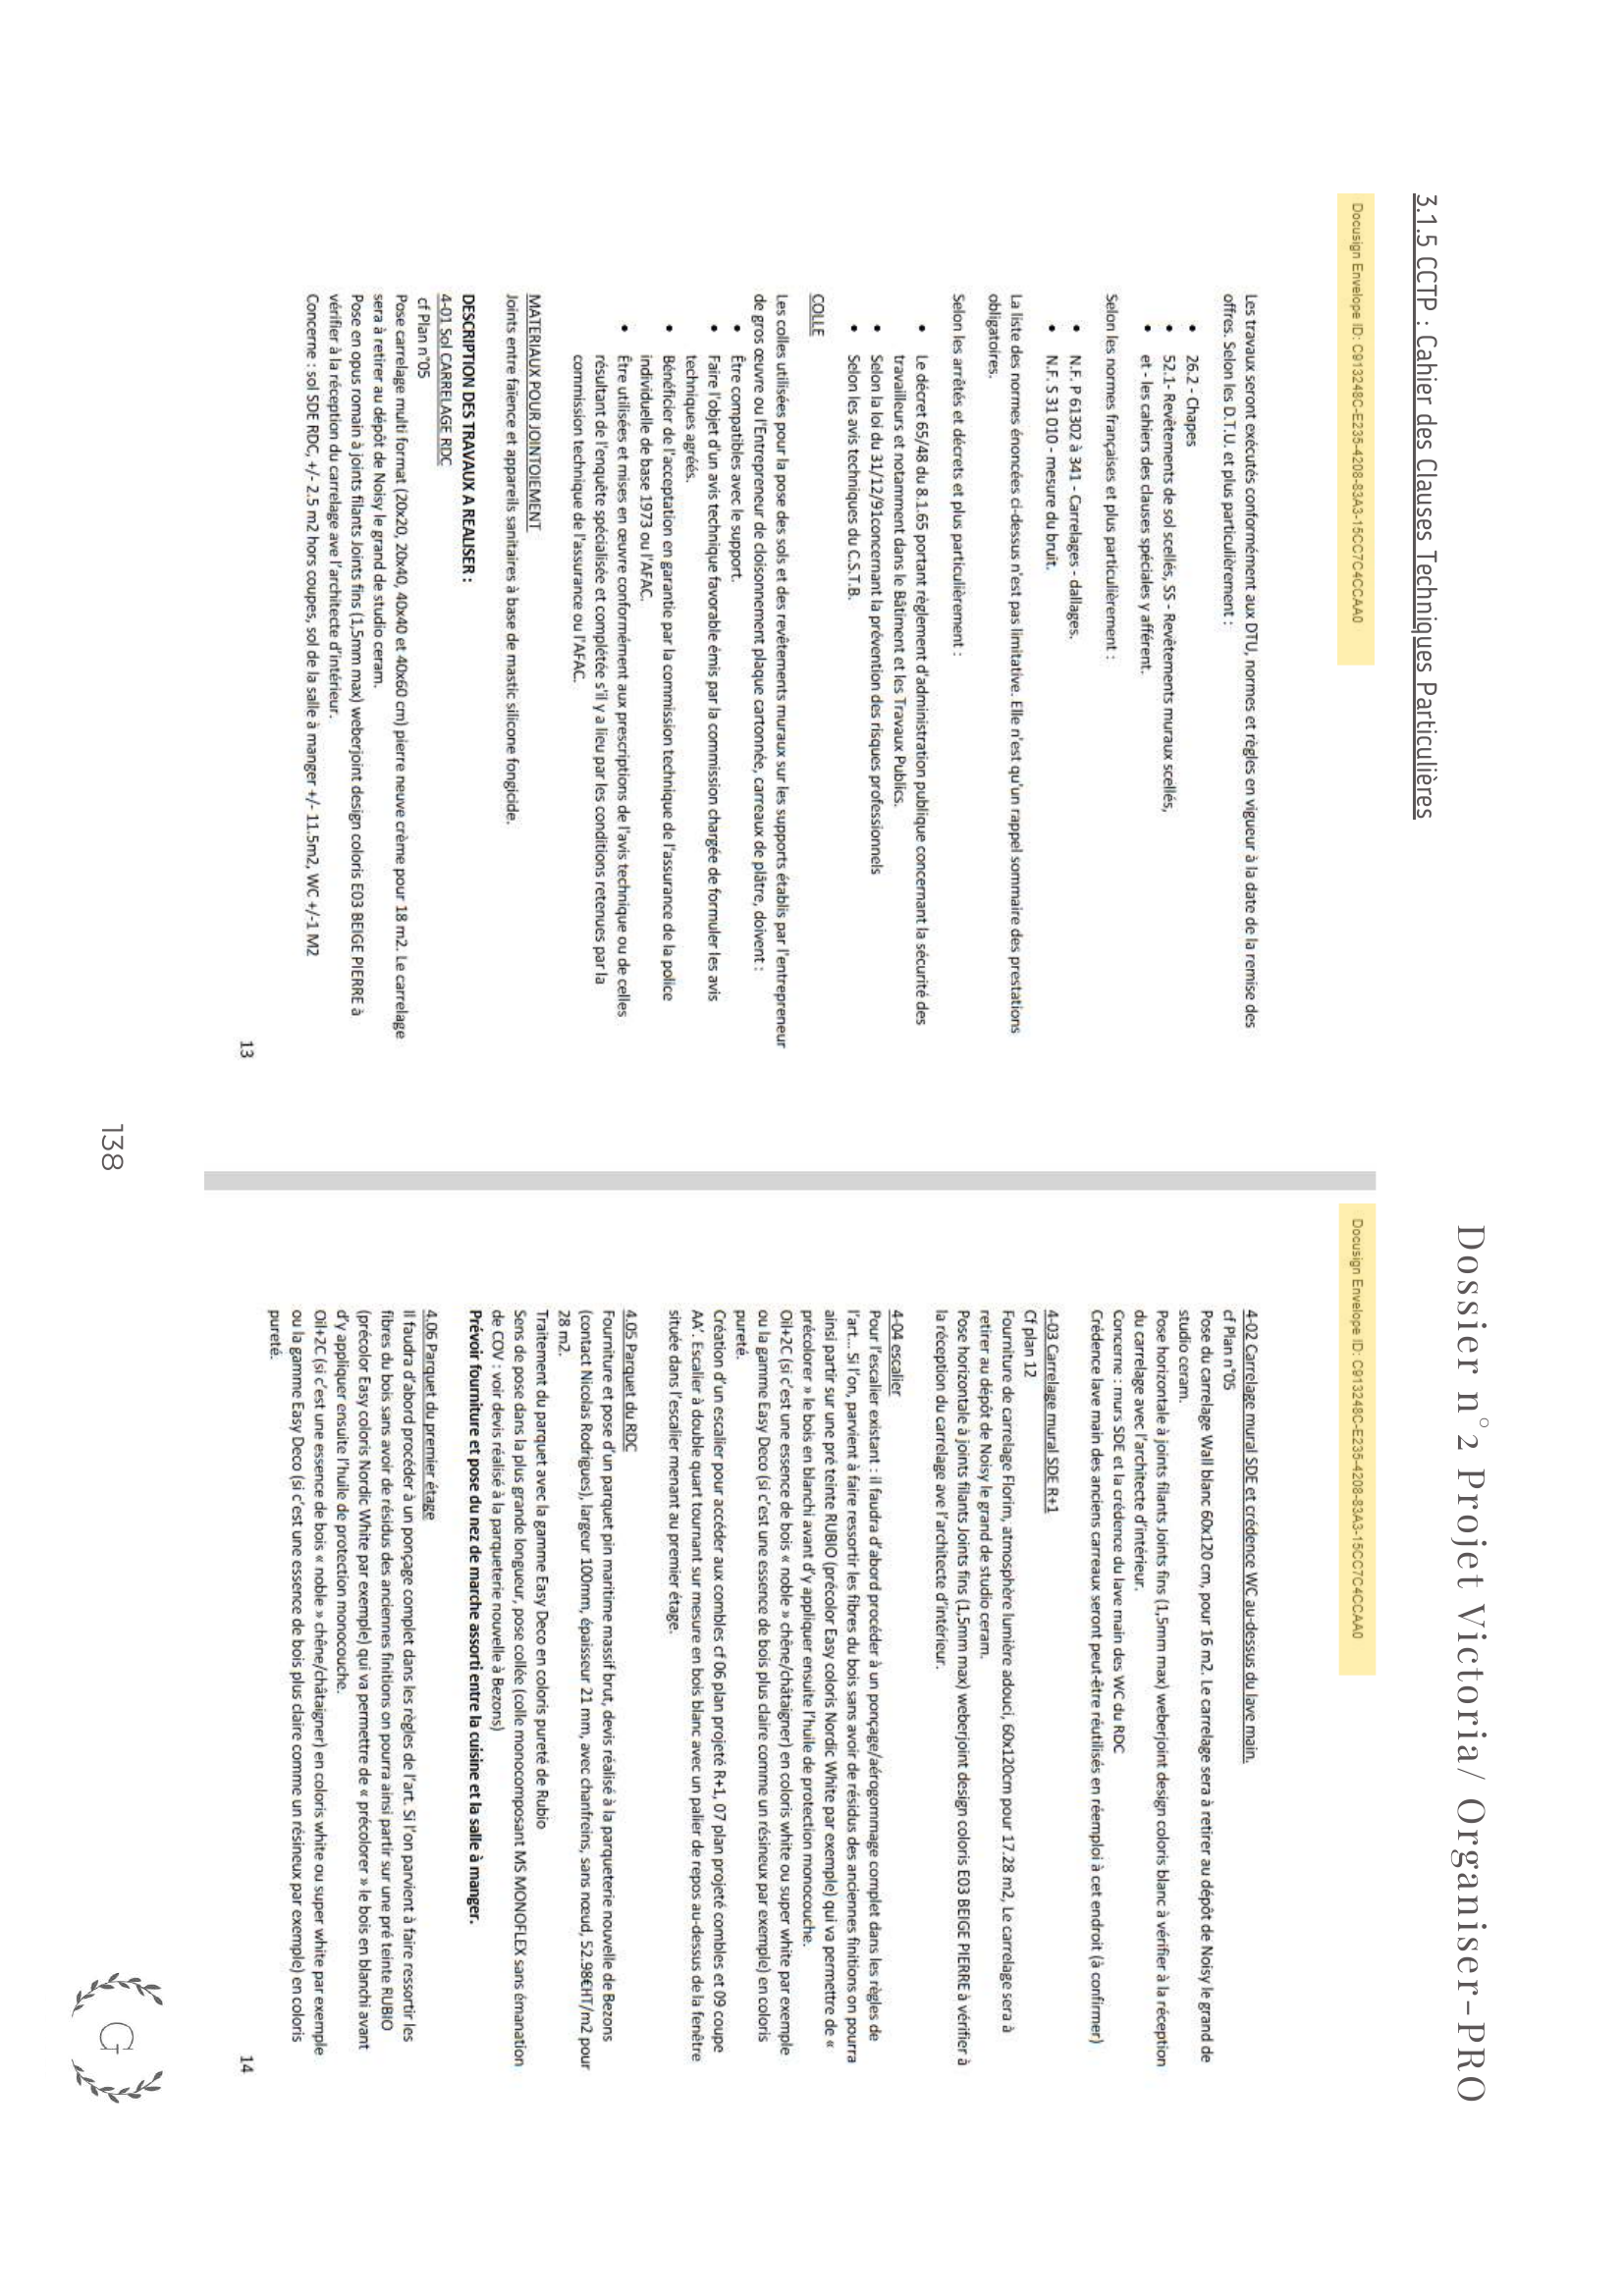 3.1.5 CCTP : Cahier des Clauses Techniques Particulières
Dossier n°2 Projet Victoria/ Organiser-PRO
Docusign Envelope ID: C913248C-E235-4208-83A3-15CC7C4CCAA0
Les travaux seront exécutés conformément aux DTU, normes et règles en vigueur à la date de la remise des
offres. Selon les D.T.U. et plus particulièrement :
• 26.2 - Chapes
• 52.1- Revêtements de sol scellés, SS - Revêtements muraux scellés,
• et - les cahiers des clauses spéciales y afférent.
Selon les normes françaises et plus particulièrement :
• N.F. P 61302 à 341 - Carrelages - dallages.
• N.F. S 31 010 - mesure du bruit.
La liste des normes énoncées ci-dessus n'est pas limitative. Elle n'est qu'un rappel sommaire des prestations
obligatoires.
Selon les arrêtés et décrets et plus particulièrement :
• Le décret 65/48 du 8.1.65 portant règlement d'administration publique concernant la sécurité des
travailleurs et notamment dans le Bâtiment et les Travaux Publics.
• Selon la loi du 31/12/91concernant la prévention des risques professionnels
• Selon les avis techniques du C.S.T.B.
COLLE
Les colles utilisées pour la pose des sols et des revêtements muraux sur les supports établis par l'entrepreneur
de gros œuvre ou l'Entrepreneur de cloisonnement plaque cartonnée, carreaux de plâtre, doivent :
• Être compatibles avec le support.
• Faire l'objet d'un avis technique favorable émis par la commission chargée de formuler les avis
techniques agréés.
• Bénéficier de l'acceptation en garantie par la commission technique de l'assurance de la police
individuelle de base 1973 ou l'AFAC.
• Être utilisées et mises en œuvre conformément aux prescriptions de l'avis technique ou de celles
résultant de l'enquête spécialisée et complétée s'il y a lieu par les conditions retenues par la
commission technique de l'assurance ou l'AFAC.
MATERIAUX POUR JOINTOIEMENT
Joints entre faïence et appareils sanitaires à base de mastic silicone fongicide.
DESCRIPTION DES TRAVAUX A REALISER :
4-01 Sol CARRELAGE RDC
cf Plan n°05
Pose carrelage multi format (20x20, 20x40, 40x40 et 40x60 cm) pierre neuve crème pour 18 m2. Le carrelage
sera à retirer au dépôt de Noisy le grand de studio ceram.
Pose en opus romain à joints filants Joints fins (1,5mm max) weberjoint design coloris E03 BEIGE PIERRE à
vérifier à la réception du carrelage ave l'architecte d'intérieur.
Concerne : sol SDE RDC, +/- 2.5 m2 hors coupes, sol de la salle à manger +/- 11.5m2, WC +/-1 M2
13
Docusign Envelope ID: C913248C-E235-4208-83A3-15CC7C4CCAA0
4-02 Carrelage mural SDE et crédence WC au-dessus du lave main.
cf Plan n°05
Pose du carrelage Wall blanc 60x120 cm, pour 16 m2. Le carrelage sera à retirer au dépôt de Noisy le grand de
studio ceram.
Pose horizontale à joints filants Joints fins (1,5mm max) weberjoint design coloris blanc à vérifier à la réception
du carrelage avec l'architecte d'intérieur.
Concerne : murs SDE et la crédence du lave main des WC du RDC
Crédence lave main des anciens carreaux seront peut-être réutilisés en réemploi à cet endroit (à confirmer)
4-03 Carrelage mural SDE R+1
Cf plan 12
Fourniture de carrelage Florim, atmosphère lumière adouci, 60x120cm pour 17.28 m2, Le carrelage sera à
retirer au dépôt de Noisy le grand de studio ceram.
Pose horizontale à joints filants Joints fins (1,5mm max) weberjoint design coloris E03 BEIGE PIERRE à vérifier à
la réception du carrelage ave l'architecte d'intérieur.
4-04 escalier
Pour l'escalier existant : il faudra d'abord procéder à un ponçage/aérogommage complet dans les règles de
l'art... Si l'on, parvient à faire ressortir les fibres du bois sans avoir de résidus des anciennes finitions on pourra
ainsi partir sur une pré teinte RUBIO (précolor Easy coloris Nordic White par exemple) qui va permettre de «
précolorer » le bois en blanchi avant d'y appliquer ensuite l'huile de protection monocouche.
Oil+2C (si c'est une essence de bois « noble » chêne/châtaigner) en coloris white ou super white par exemple
ou la gamme Easy Deco (si c'est une essence de bois plus claire comme un résineux par exemple) en coloris
pureté.
Création d'un escalier pour accéder aux combles cf 06 plan projeté R+1, 07 plan projeté combles et 09 coupe
AA'. Escalier à double quart tournant sur mesure en bois blanc avec un palier de repos au-dessus de la fenêtre
située dans l'escalier menant au premier étage.
4.05 Parquet du RDC
Fourniture et pose d'un parquet pin maritime massif brut, devis réalisé à la parqueterie nouvelle de Bezons
(contact Nicolas Rodrigues), largeur 100mm, épaisseur 21 mm, avec chanfreins, sans nœud, 52.98€HT/m2 pour
28 m2.
Traitement du parquet avec la gamme Easy Deco en coloris pureté de Rubio
Sens de pose dans la plus grande longueur, pose collée (colle monocomposant MS MONOFLEX sans émanation
de COV : voir devis réalisé à la parqueterie nouvelle à Bezons)
Prévoir fourniture et pose du nez de marche assorti entre la cuisine et la salle à manger.
4.06 Parquet du premier étage
Il faudra d'abord procéder à un ponçage complet dans les règles de l'art. Si l'on parvient à faire ressortir les
fibres du bois sans avoir de résidus des anciennes finitions on pourra ainsi partir sur une pré teinte RUBIO
(précolor Easy coloris Nordic White par exemple) qui va permettre de « précolorer » le bois en blanchi avant
d'y appliquer ensuite l'huile de protection monocouche.
Oil+2C (si c'est une essence de bois « noble » chêne/châtaigner) en coloris white ou super white par exemple
ou la gamme Easy Deco (si c'est une essence de bois plus claire comme un résineux par exemple) en coloris
pureté.
14
138
G